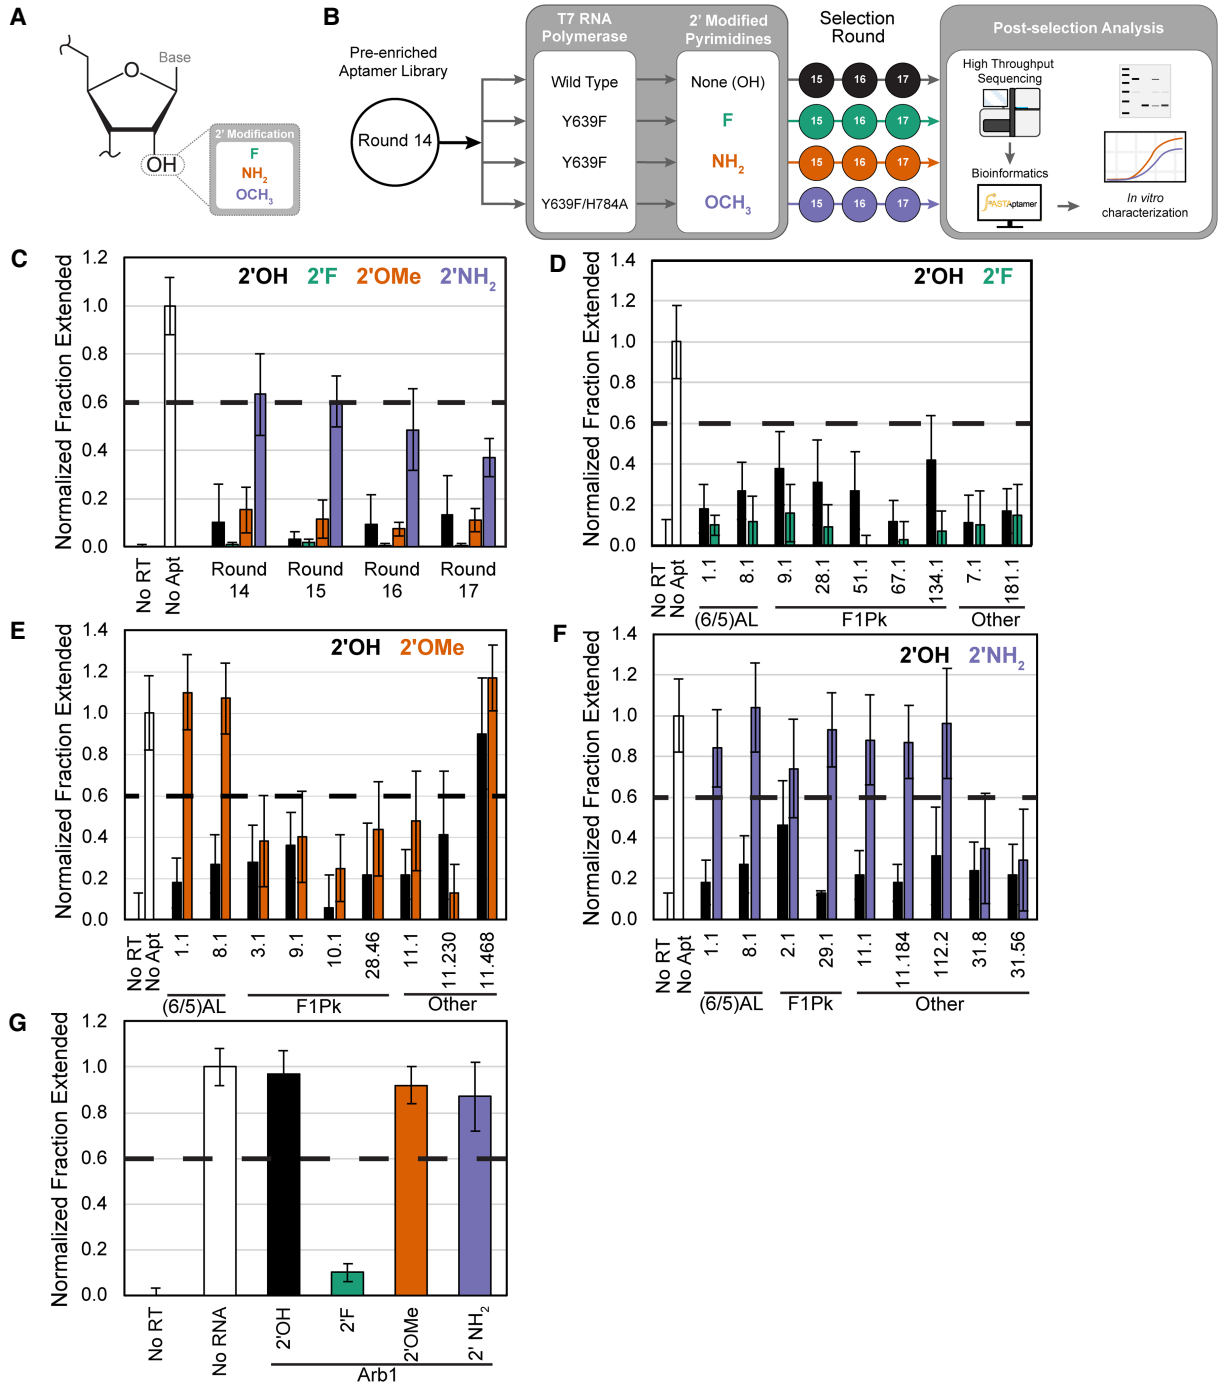 A
O
Base
OH
2' Modification
F
NH2
OCH3
B
Pre-enriched
Aptamer Library
Round 14
T7 RNA
Polymerase
2' Modified
Pyrimidines
Selection
Round
Post-selection Analysis
Wild Type
None (OH)
15 16 17
Y639F
F
15 16 17
Y639F
NH2
15 16 17
Y639F/H784A
OCH3
15 16 17
High Throughput
Sequencing
Bioinformatics
FASTAptamer
In vitro
characterization
C
Normalized Fraction Extended
1.2
1.0
0.8
0.6
0.4
0.2
0.0
2'OH 2'F 2'OMe 2'NH2
No RT
No Apt
Round
14
Round
15
Round
16
Round
17
D
Normalized Fraction Extended
1.4
1.2
1.0
0.8
0.6
0.4
0.2
0.0
2'OH 2'F
No RT
No Apt
1.1
8.1
9.1
28.1
51.1
67.1
134.1
7.1
181.1
(6/5)AL
F1Pk
Other
E
Normalized Fraction Extended
1.4
1.2
1.0
0.8
0.6
0.4
0.2
0.0
2'OH 2'OMe
No RT
No Apt
1.1
8.1
3.1
9.1
10.1
28.46
11.1
11.230
11.468
(6/5)AL
F1Pk
Other
F
Normalized Fraction Extended
1.4
1.2
1.0
0.8
0.6
0.4
0.2
0.0
2'OH 2'NH2
No RT
No Apt
1.1
8.1
2.1
29.1
11.1
11.184
112.2
31.8
31.56
(6/5)AL
F1Pk
Other
G
Normalized Fraction Extended
1.2
1.0
0.8
0.6
0.4
0.2
0.0
No RT
No RNA
2'OH
2'F
2'OMe
2' NH2
Arb1